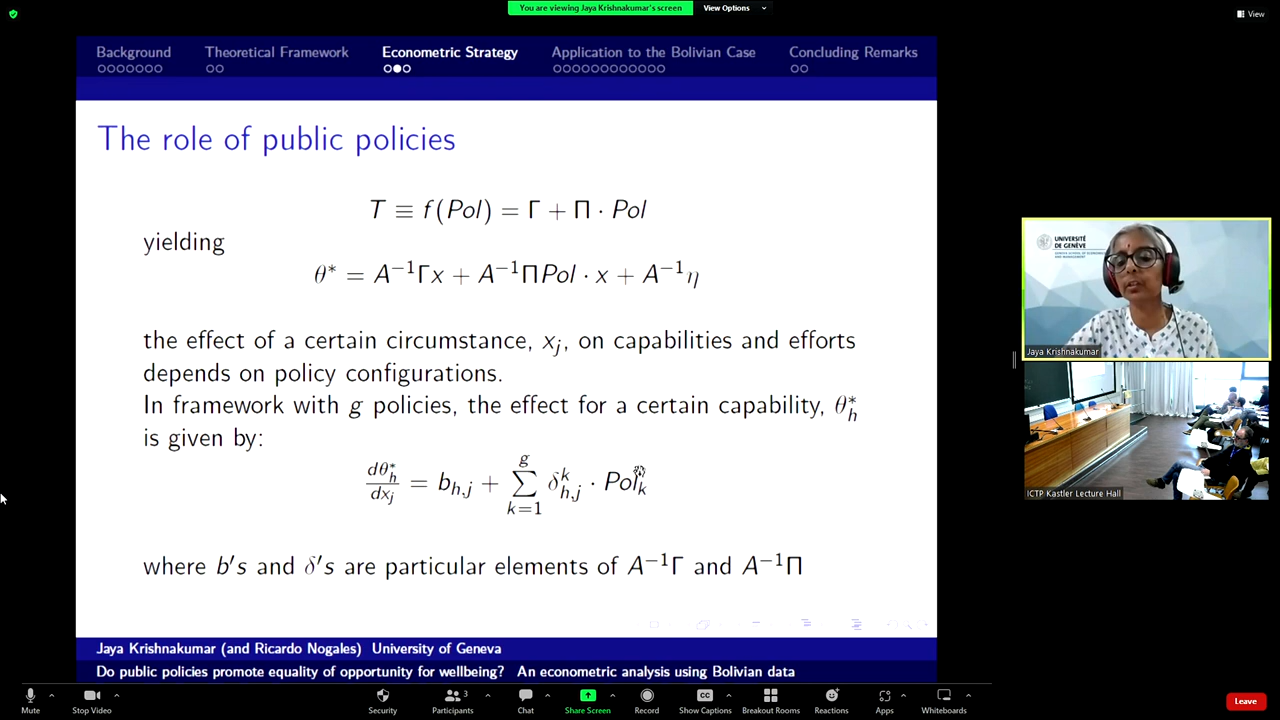 You are viewing Jaya Krishnakumar's screen
View Options
View
Background
Theoretical Framework
Econometric Strategy
Application to the Bolivian Case
Concluding Remarks
The role of public policies
T ≡ f(Pol) = Γ + Π · Pol
yielding
θ* = A⁻¹Γx + A⁻¹ΠPol · x + A⁻¹η
the effect of a certain circumstance, xⱼ, on capabilities and efforts
depends on policy configurations.
In framework with g policies, the effect for a certain capability, θ*ₕ
is given by:
dθ*ₕ/dxⱼ = b_{h,j} + ∑_{k=1}^{g} δ^k_{h,j} · Pol_k
where b's and δ's are particular elements of A⁻¹Γ and A⁻¹Π
Jaya Krishnakumar (and Ricardo Nogales) University of Geneva
Do public policies promote equality of opportunity for wellbeing? An econometric analysis using Bolivian data
UNIVERSITÉ
DE GENÈVE
Jaya Krishnakumar
ICTP Kastler Lecture Hall
Mute
Stop Video
Security
Participants
3
Chat
Share Screen
Record
CC
Show Captions
Breakout Rooms
Reactions
Apps
Whiteboards
Leave